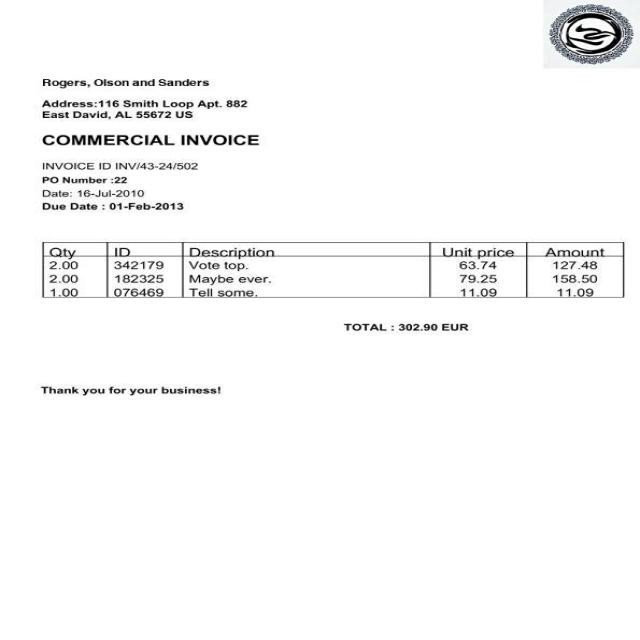 Rogers, Olson and Sanders
Address:116 Smith Loop Apt. 882
East David, AL 55672 US
COMMERCIAL INVOICE
INVOICE ID INV/43-24/502
PO Number :22
Date: 16-Jul-2010
Due Date : 01-Feb-2013
Qty ID Description Unit price Amount
2.00 342179 Vote top. 63.74 127.48
2.00 182325 Maybe ever. 79.25 158.50
1.00 076469 Tell some. 11.09 11.09
TOTAL : 302.90 EUR
Thank you for your business!